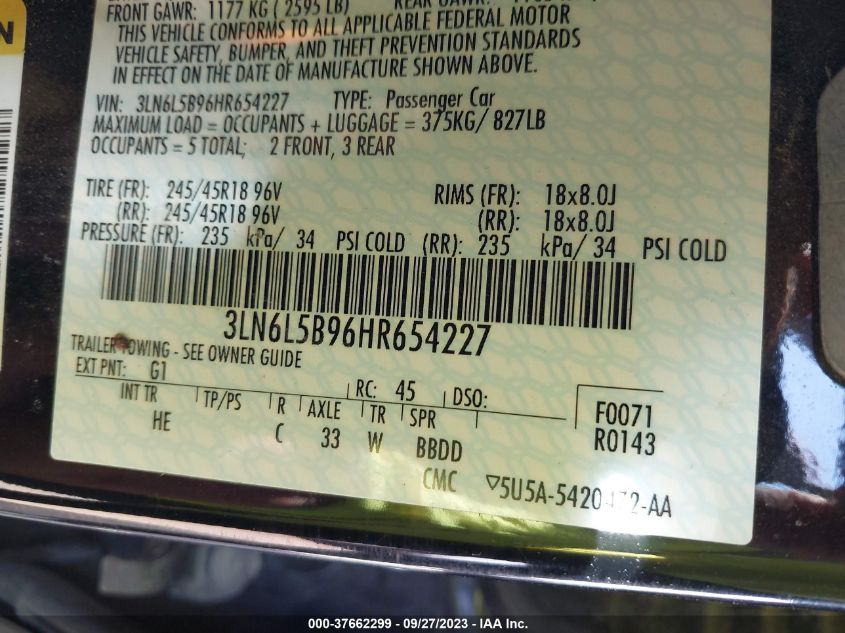 N
FRONT GAWR: 1177 KG ( 2595 LB)
THIS VEHICLE CONFORMS TO ALL APPLICABLE FEDERAL MOTOR
VEHICLE SAFETY, BUMPER, AND THEFT PREVENTION STANDARDS
IN EFFECT ON THE DATE OF MANUFACTURE SHOWN ABOVE.
VIN: 3LN6L5B96HR654227 TYPE: Passenger Car
MAXIMUM LOAD = OCCUPANTS + LUGGAGE = 375KG/ 827LB
OCCUPANTS = 5 TOTAL; 2 FRONT, 3 REAR
TIRE (FR): 245/45R18 96V RIMS (FR): 18x8.0J
(RR): 245/45R18 96V (RR): 18x8.0J
PRESSURE (FR): 235 kPa/ 34 PSI COLD (RR): 235 kPa/ 34 PSI COLD
3LN6L5B96HR654227
TRAILER TOWING - SEE OWNER GUIDE
EXT PNT: G1 RC: 45 DSO:
INT TR TP/PS R AXLE TR SPR F0071
HE C 33 W BBDD R0143
CMC ▽5U5A-5420472-AA
000-37662299 / 09/27/2023 - IAA Inc.